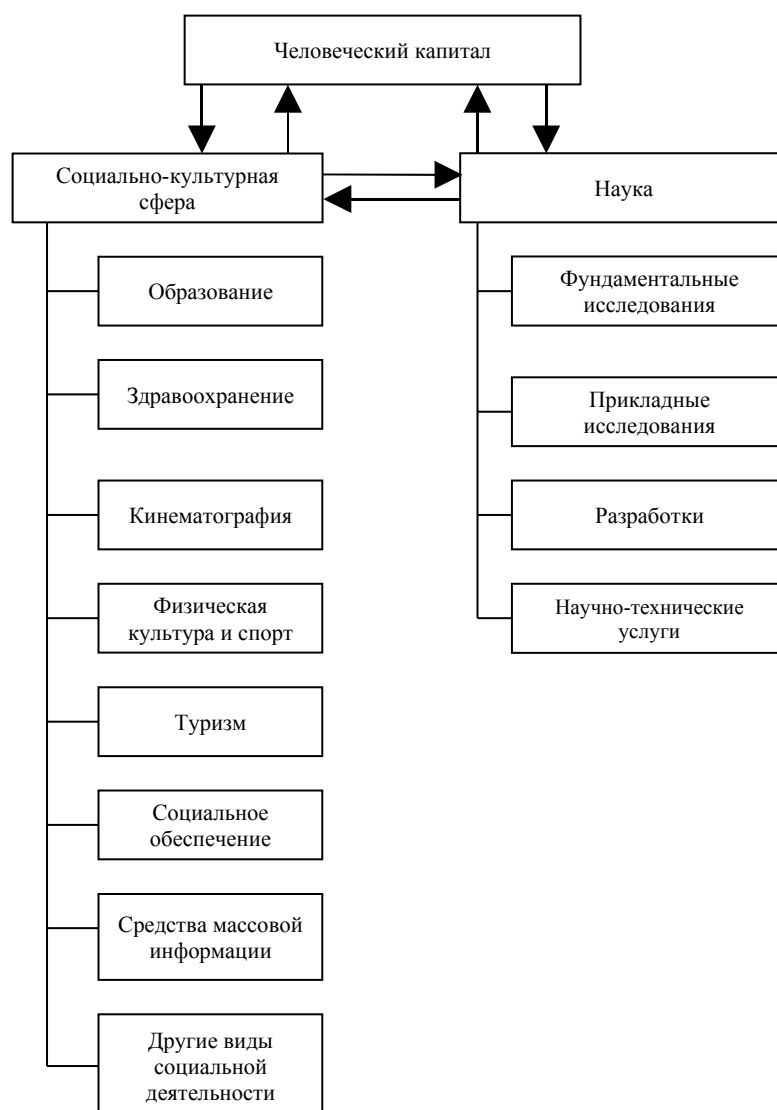 Человеческий капитал
Социально-культурная
сфера
Наука
Образование
Здравоохранение
Кинематография
Физическая
культура и спорт
Туризм
Социальное
обеспечение
Средства массовой
информации
Другие виды
социальной
деятельности
Фундаментальные
исследования
Прикладные
исследования
Разработки
Научно-технические
услуги